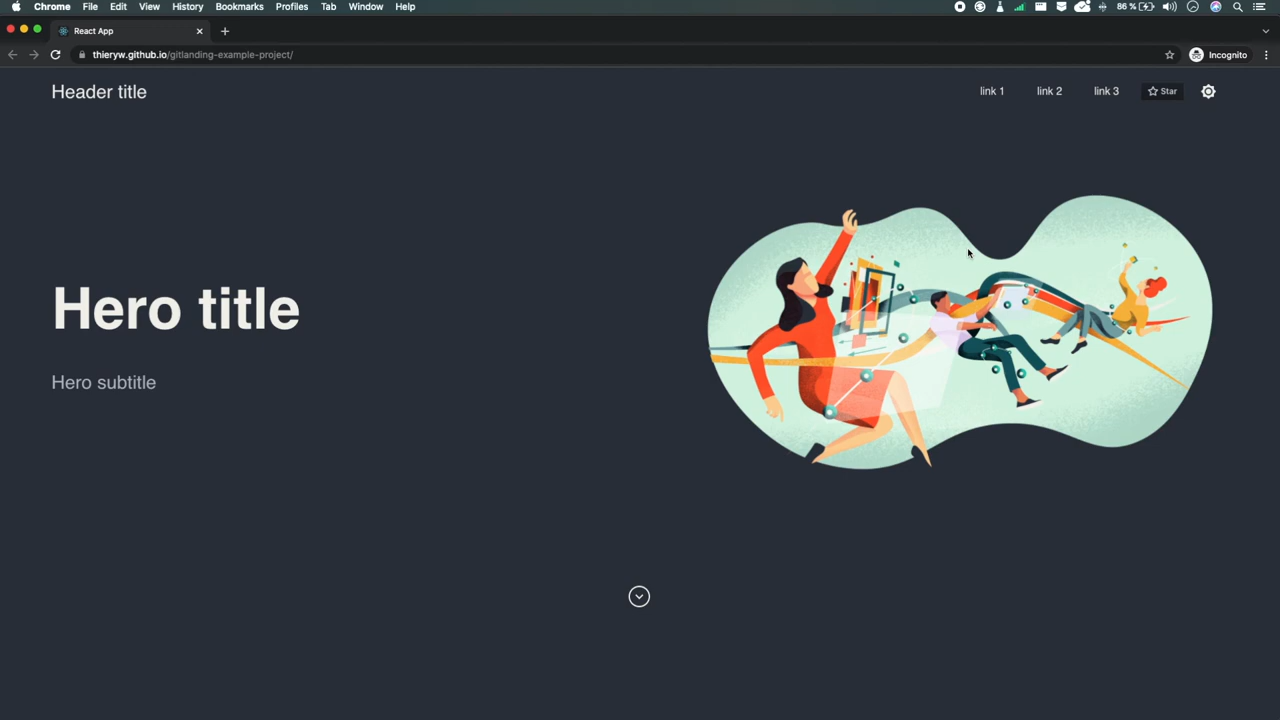 Chrome File Edit View History Bookmarks Profiles Tab Window Help 86 %
React App
thieryw.github.io/gitlanding-example-project/ Incognito
Header title link 1 link 2 link 3 Star
Hero title
Hero subtitle